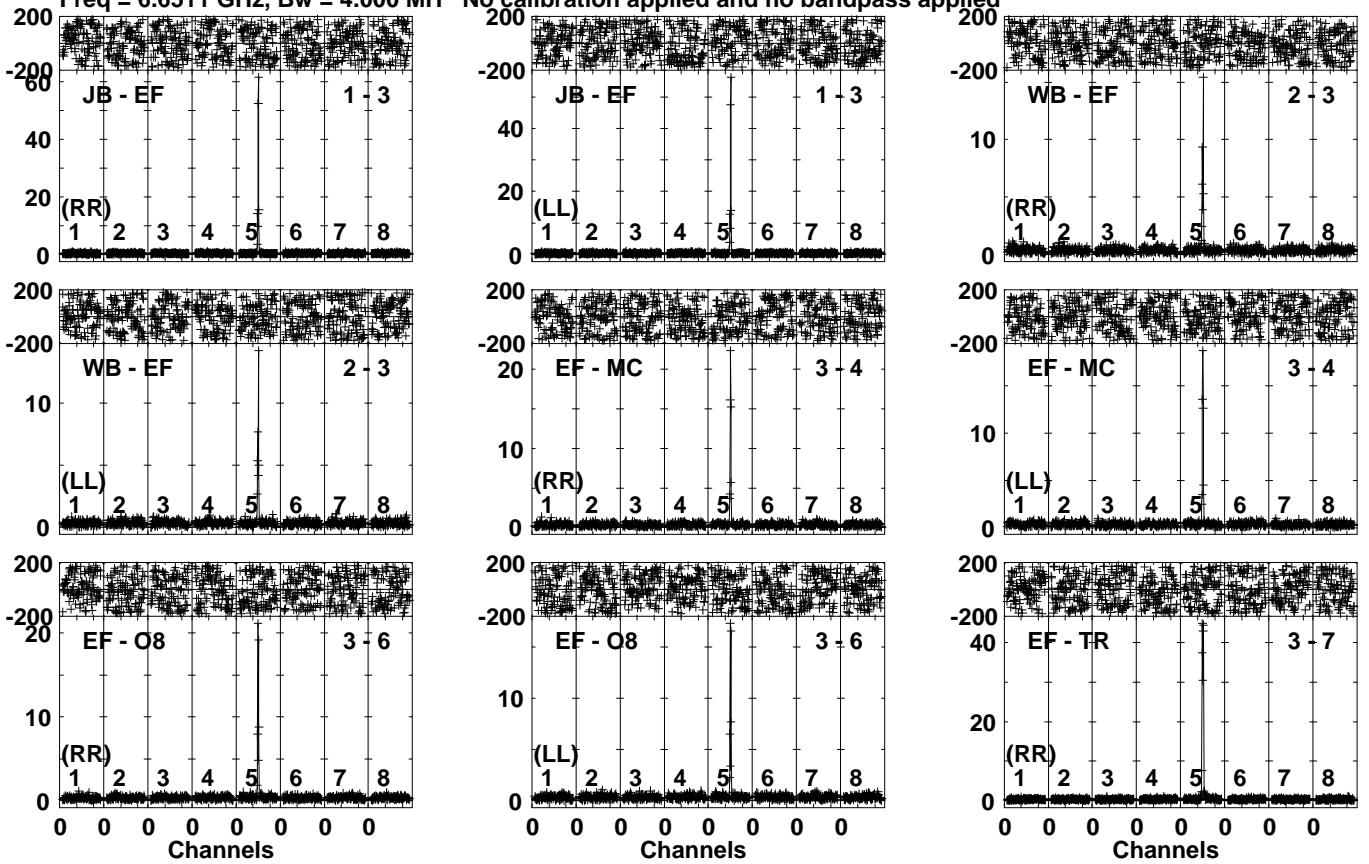 Freq = 6.6511 GHz, Bw = 4.000 MH No calibration applied and no bandpass applied
200
-200
60
40
20
0
JB - EF 1 - 3
(RR)
1 2 3 4 5 6 7 8
200
-200
40
20
0
JB - EF 1 - 3
(LL)
1 2 3 4 5 6 7 8
200
-200
10
0
WB - EF 2 - 3
(RR)
1 2 3 4 5 6 7 8
200
-200
10
0
WB - EF 2 - 3
(LL)
1 2 3 4 5 6 7 8
200
-200
20
10
0
EF - MC 3 - 4
(RR)
1 2 3 4 5 6 7 8
200
-200
10
0
EF - MC 3 - 4
(LL)
1 2 3 4 5 6 7 8
200
-200
20
10
0
EF - O8 3 - 6
(RR)
1 2 3 4 5 6 7 8
0 0 0 0 0 0 0 0
Channels
200
-200
10
0
EF - O8 3 - 6
(LL)
1 2 3 4 5 6 7 8
0 0 0 0 0 0 0 0
Channels
200
-200
40
20
0
EF - TR 3 - 7
(RR)
1 2 3 4 5 6 7 8
0 0 0 0 0 0 0 0
Channels